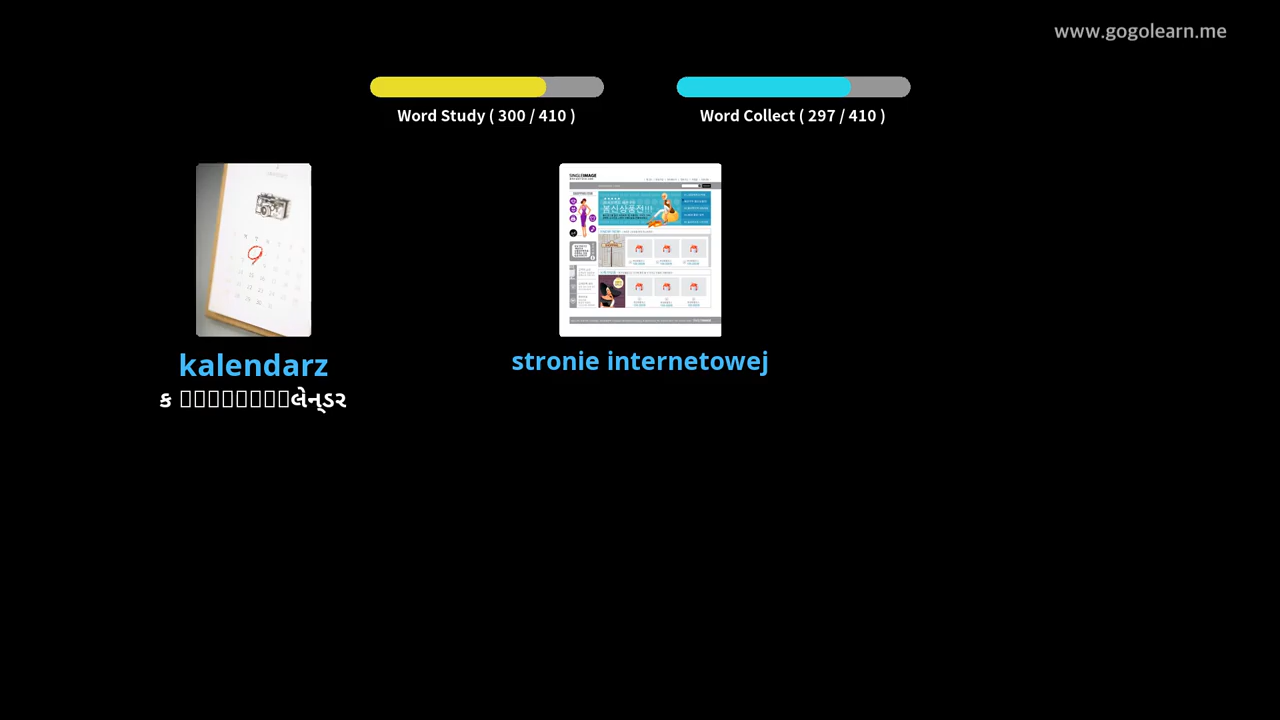 www.gogolearn.me
Word Study ( 300 / 410 )
Word Collect ( 297 / 410 )
kalendarz
stronie internetowej
ક □□□□□□□□લેન્ડર